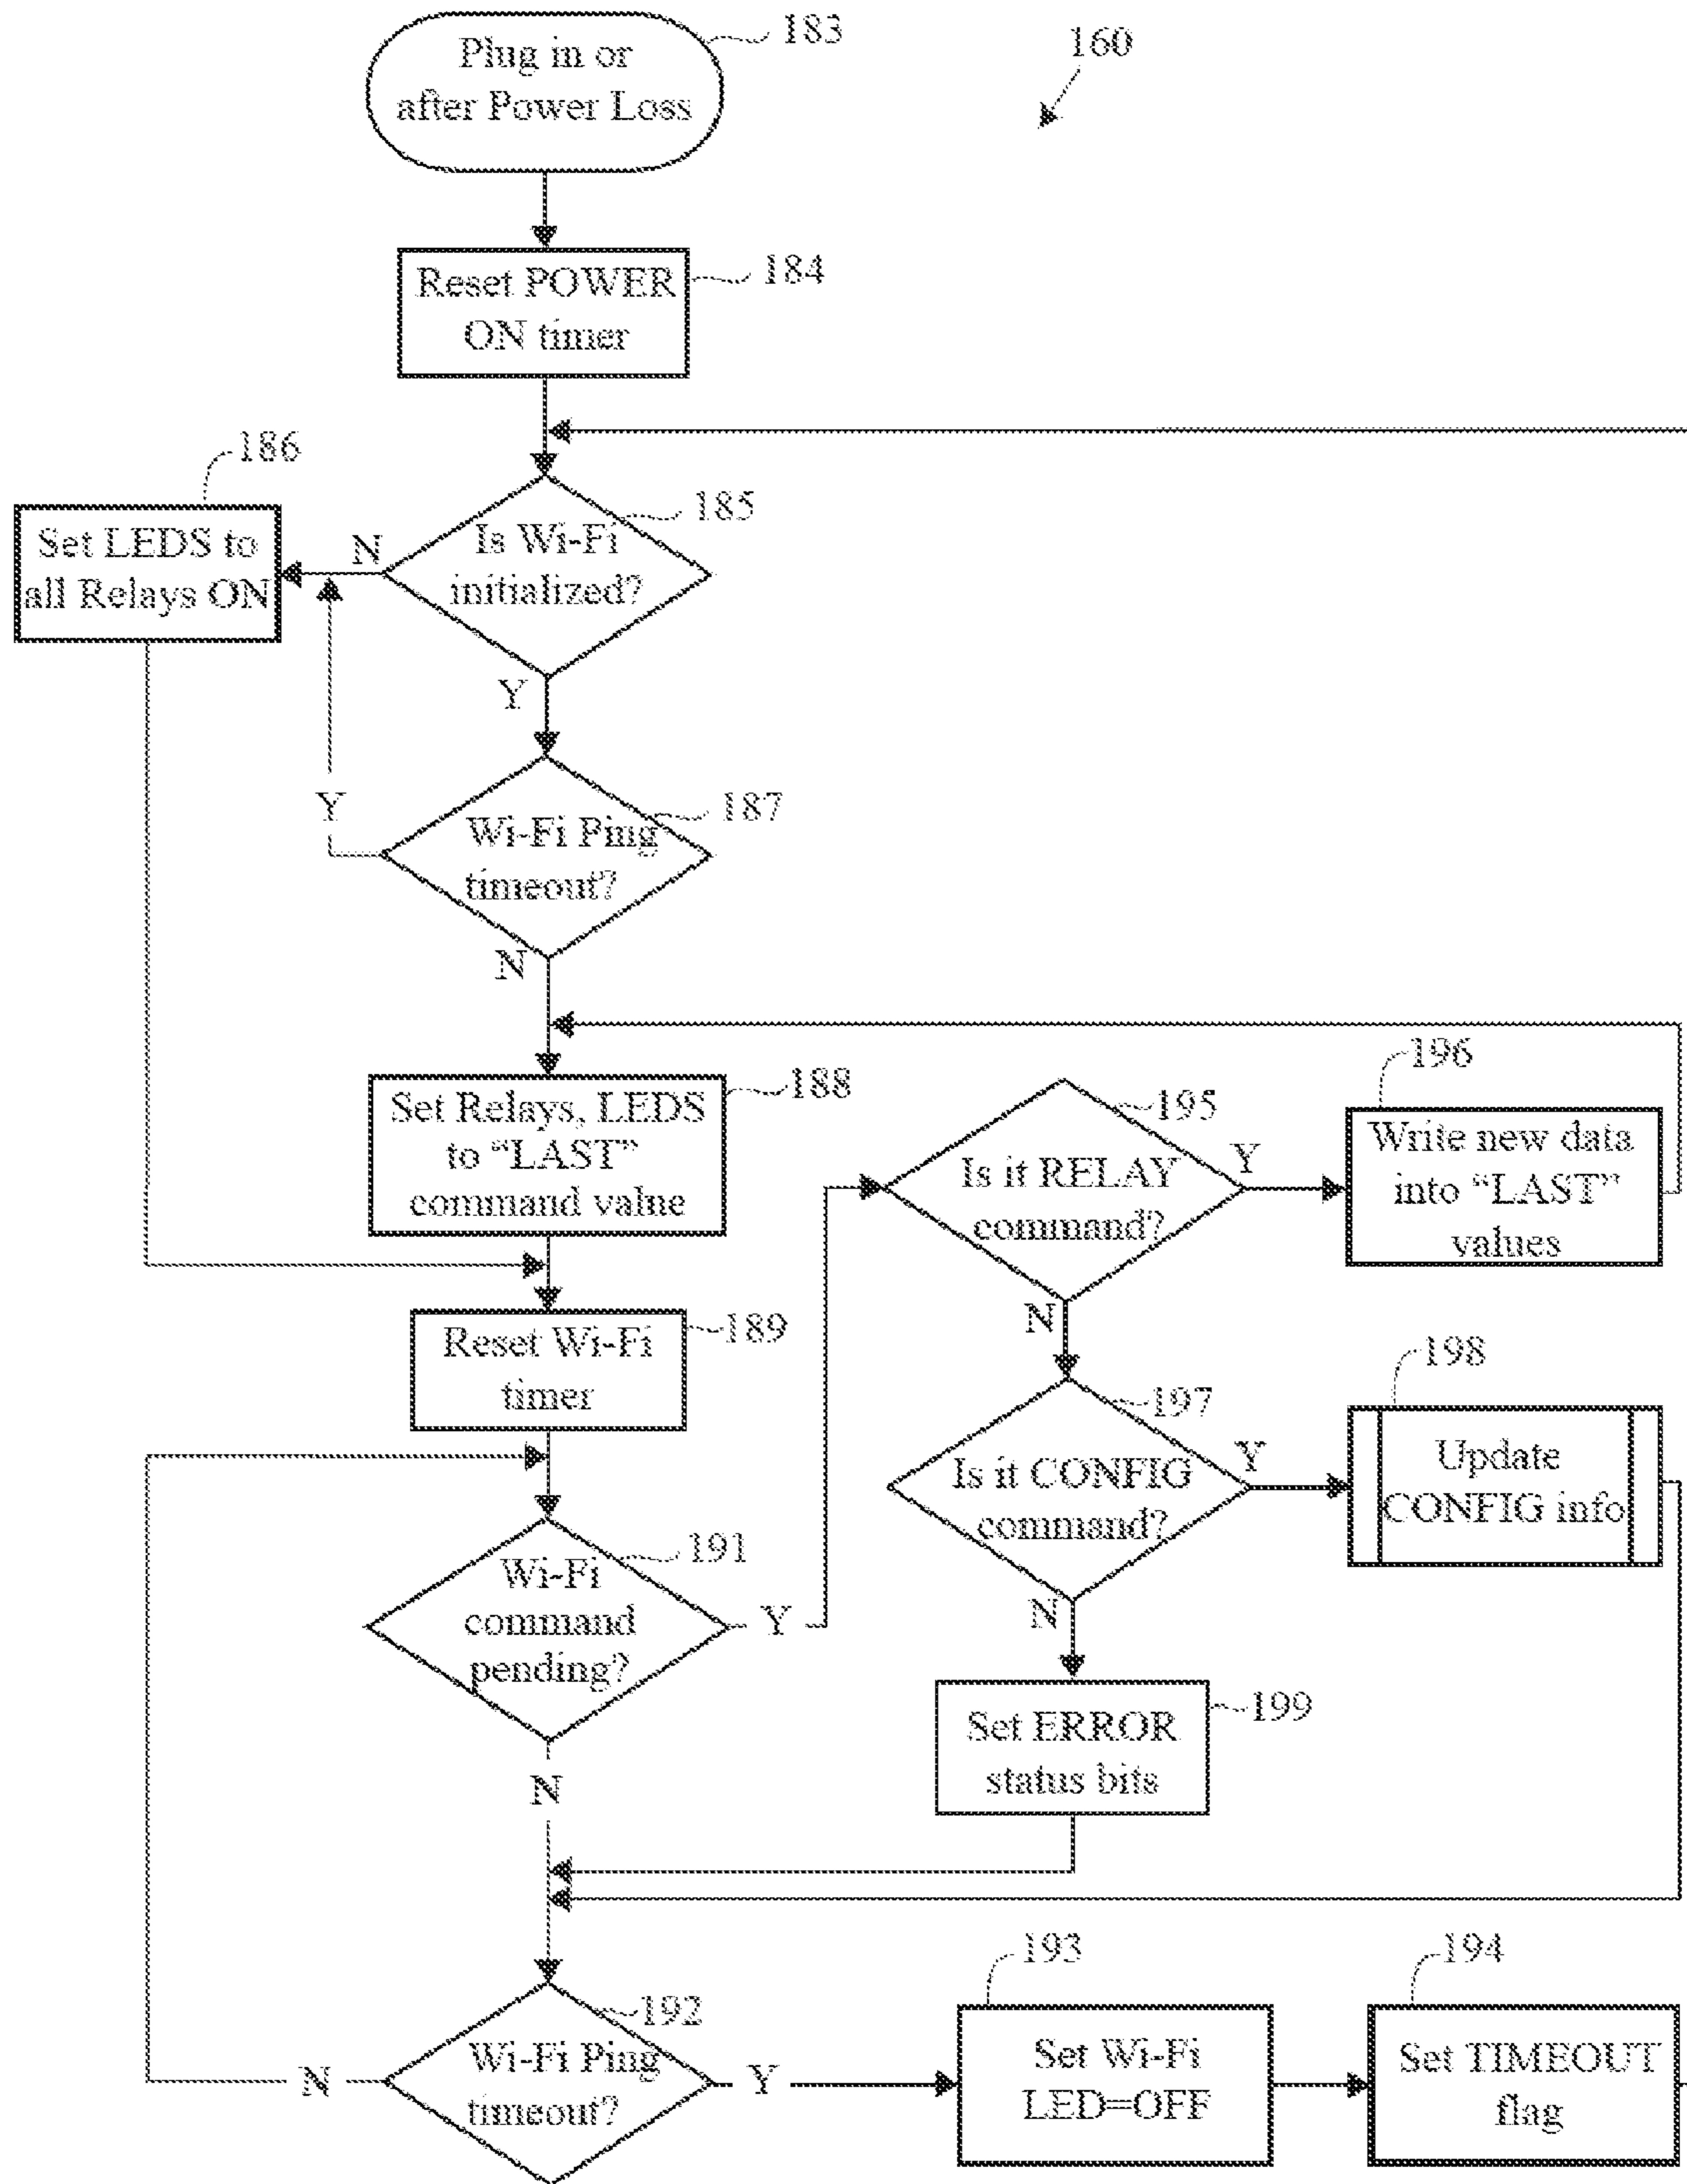 Plug in or
after Power Loss
183
160
Reset POWER
ON timer
184
186
Set LEDS to
all Relays ON
N
Is Wi-Fi
initialized?
185
Y
Y
Wi-Fi Ping
timeout?
187
N
Set Relays, LEDS
to “LAST”
command value
188
195
Is it RELAY
command?
Y
196
Write new data
into “LAST”
values
N
Reset Wi-Fi
timer
189
197
Is it CONFIG
command?
Y
198
Update
CONFIG info
N
191
Wi-Fi
command
pending?
Y
N
Set ERROR
status bits
199
192
Wi-Fi Ping
timeout?
N
Y
193
Set Wi-Fi
LED=OFF
194
Set TIMEOUT
flag